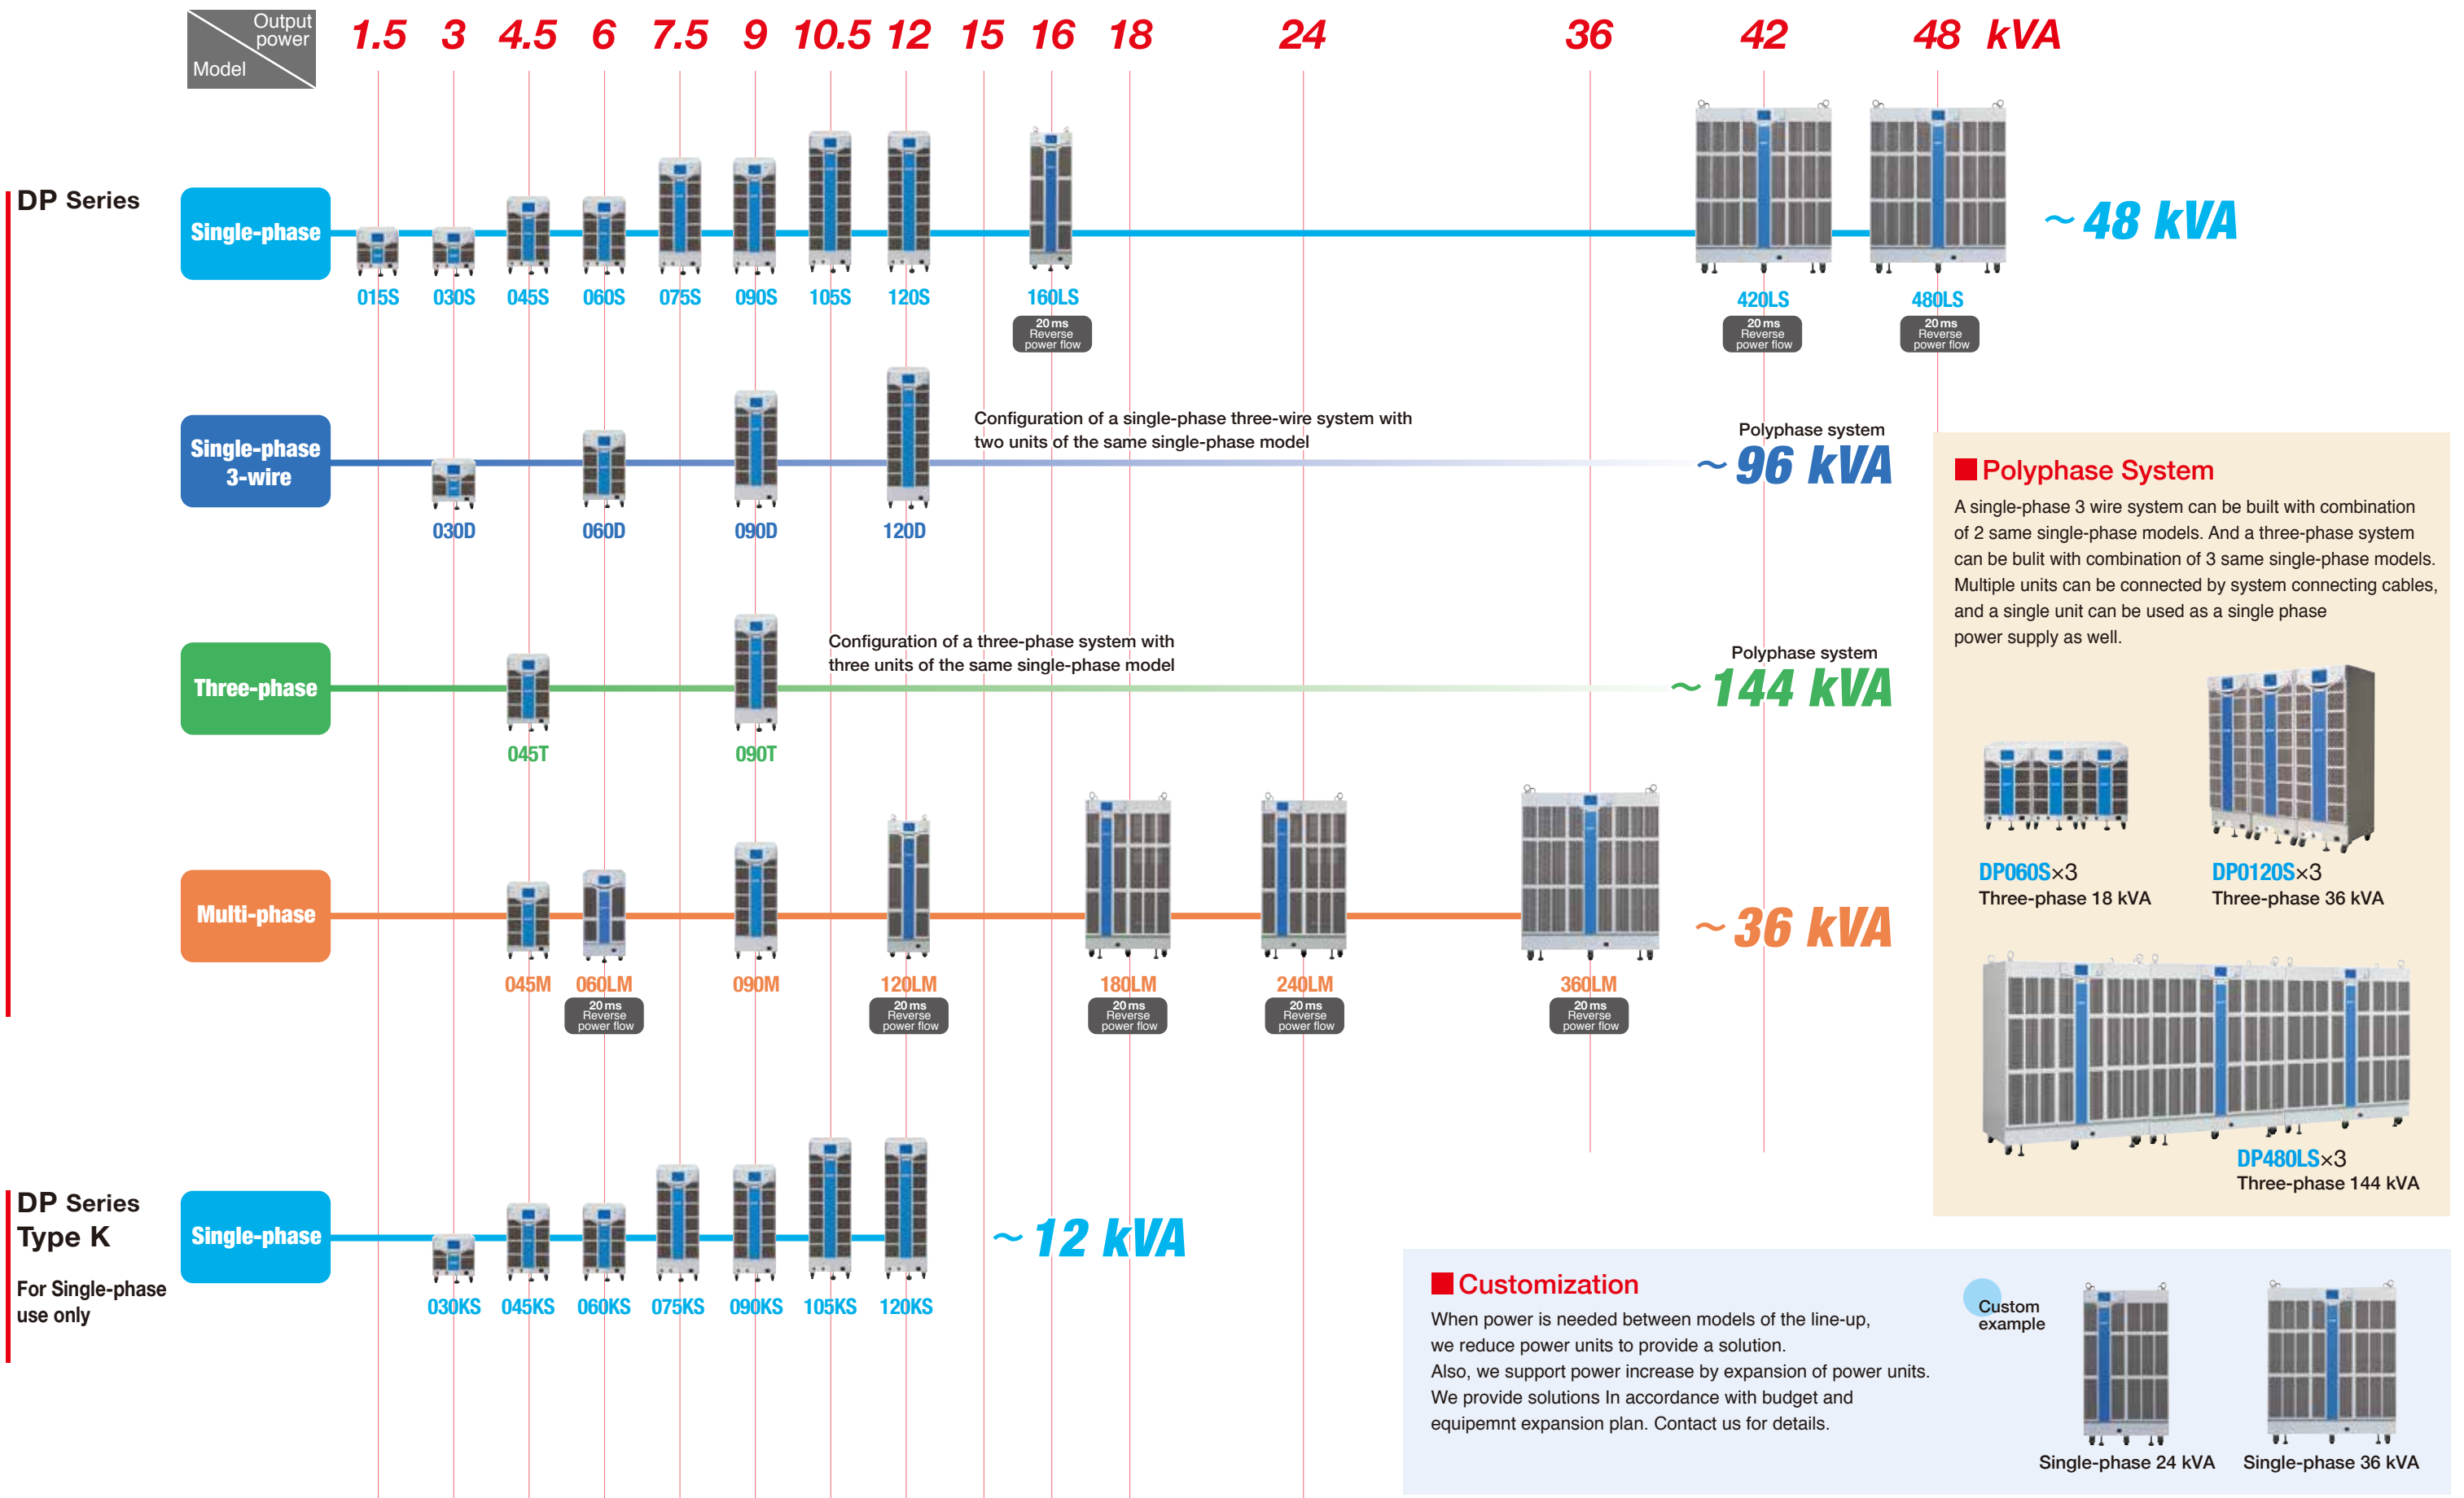 Output
power
Model
1.5 3 4.5 6 7.5 9 10.5 12 15 16 18 24 36 42 48 kVA
DP Series
Single-phase
~ 48 kVA
015S 030S 045S 060S 075S 090S 105S 120S 160LS 420LS 480LS
20 ms
Reverse
power flow
20 ms
Reverse
power flow
20 ms
Reverse
power flow
Single-phase
3-wire
Configuration of a single-phase three-wire system with
two units of the same single-phase model
Polyphase system
~ 96 kVA
030D 060D 090D 120D
Three-phase
Configuration of a three-phase system with
three units of the same single-phase model
Polyphase system
~ 144 kVA
045T 090T
Multi-phase
~ 36 kVA
045M 060LM 090M 120LM 180LM 240LM 360LM
20 ms
Reverse
power flow
20 ms
Reverse
power flow
20 ms
Reverse
power flow
20 ms
Reverse
power flow
20 ms
Reverse
power flow
DP Series
Type K
For Single-phase
use only
Single-phase
~ 12 kVA
030KS 045KS 060KS 075KS 090KS 105KS 120KS
Polyphase System
A single-phase 3 wire system can be built with combination
of 2 same single-phase models. And a three-phase system
can be bulit with combination of 3 same single-phase models.
Multiple units can be connected by system connecting cables,
and a single unit can be used as a single phase
power supply as well.
DP060S×3
Three-phase 18 kVA
DP0120S×3
Three-phase 36 kVA
DP480LS×3
Three-phase 144 kVA
Customization
When power is needed between models of the line-up,
we reduce power units to provide a solution.
Also, we support power increase by expansion of power units.
We provide solutions In accordance with budget and
equipemnt expansion plan. Contact us for details.
Custom
example
Single-phase 24 kVA
Single-phase 36 kVA